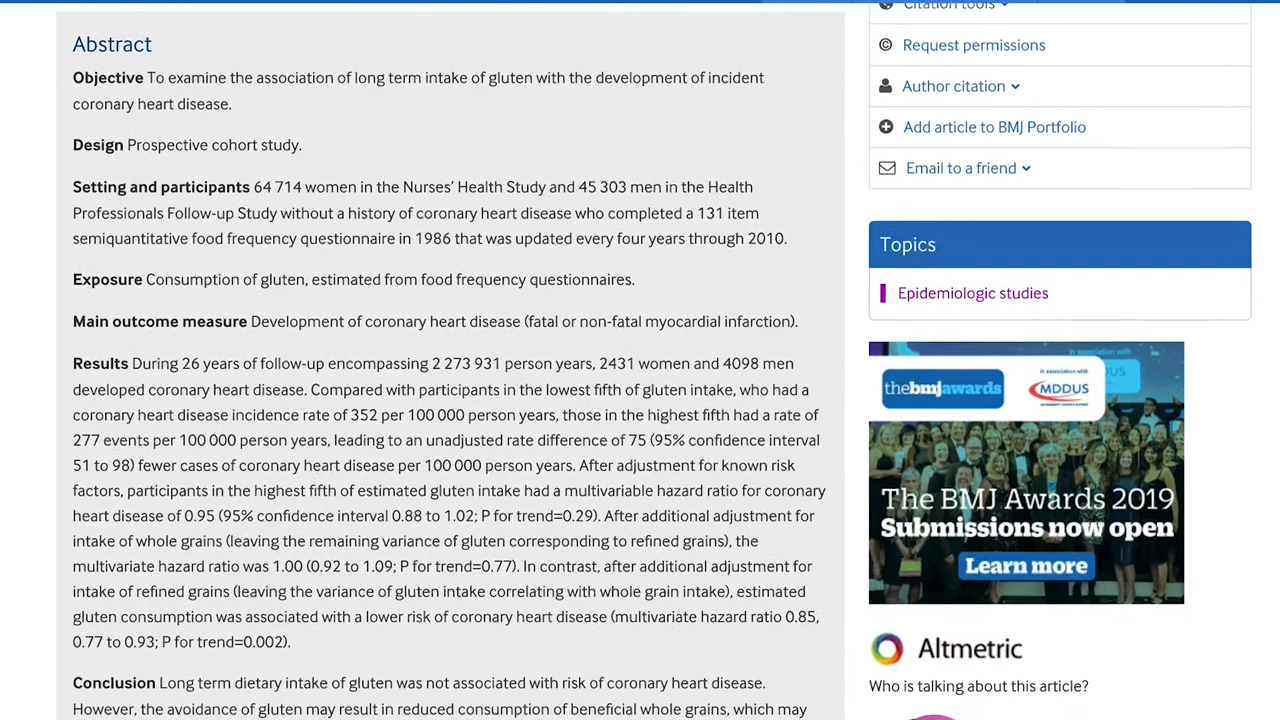 Abstract
Objective To examine the association of long term intake of gluten with the development of incident
coronary heart disease.
Design Prospective cohort study.
Setting and participants 64 714 women in the Nurses’ Health Study and 45 303 men in the Health
Professionals Follow-up Study without a history of coronary heart disease who completed a 131 item
semiquantitative food frequency questionnaire in 1986 that was updated every four years through 2010.
Exposure Consumption of gluten, estimated from food frequency questionnaires.
Main outcome measure Development of coronary heart disease (fatal or non-fatal myocardial infarction).
Results During 26 years of follow-up encompassing 2 273 931 person years, 2431 women and 4098 men
developed coronary heart disease. Compared with participants in the lowest fifth of gluten intake, who had a
coronary heart disease incidence rate of 352 per 100 000 person years, those in the highest fifth had a rate of
277 events per 100 000 person years, leading to an unadjusted rate difference of 75 (95% confidence interval
51 to 98) fewer cases of coronary heart disease per 100 000 person years. After adjustment for known risk
factors, participants in the highest fifth of estimated gluten intake had a multivariable hazard ratio for coronary
heart disease of 0.95 (95% confidence interval 0.88 to 1.02; P for trend=0.29). After additional adjustment for
intake of whole grains (leaving the remaining variance of gluten corresponding to refined grains), the
multivariate hazard ratio was 1.00 (0.92 to 1.09; P for trend=0.77). In contrast, after additional adjustment for
intake of refined grains (leaving the variance of gluten intake correlating with whole grain intake), estimated
gluten consumption was associated with a lower risk of coronary heart disease (multivariate hazard ratio 0.85,
0.77 to 0.93; P for trend=0.002).
Conclusion Long term dietary intake of gluten was not associated with risk of coronary heart disease.
However, the avoidance of gluten may result in reduced consumption of beneficial whole grains, which may
Citation tools
© Request permissions
Author citation
Add article to BMJ Portfolio
Email to a friend
Topics
Epidemiologic studies
in association with
thebmjawards
in association with
MDDUS
The BMJ Awards 2019
Submissions now open
Learn more
Altmetric
Who is talking about this article?